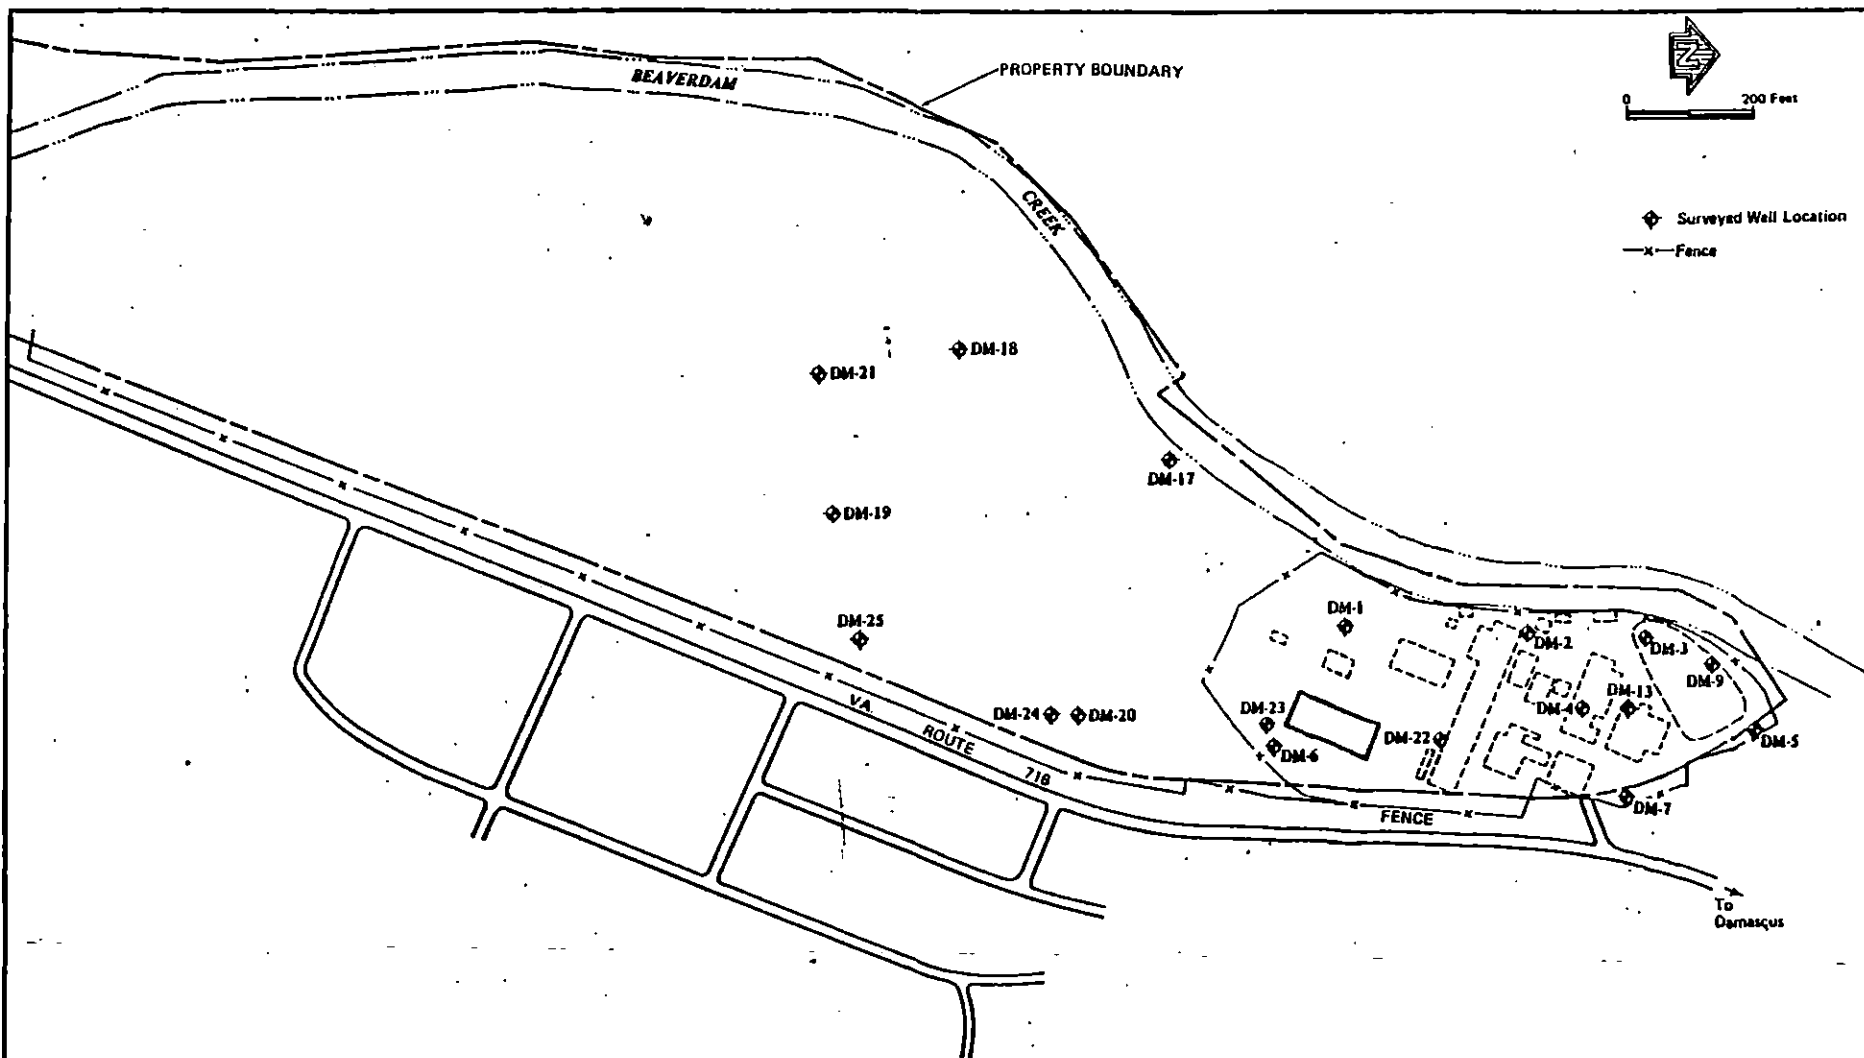 BEAVERDAM
PROPERTY BOUNDARY
Z
0 200 Feet
CREEK
Surveyed Well Location
x Fence
DM-18
DM-21
DM-17
DM-19
DM-1
DM-25
DM-2
DM-3
DM-9
DM-13
DM-4
DM-24
DM-20
DM-23
DM-22
DM-6
DM-5
DM-7
VA.
ROUTE
718
FENCE
To
Damascus